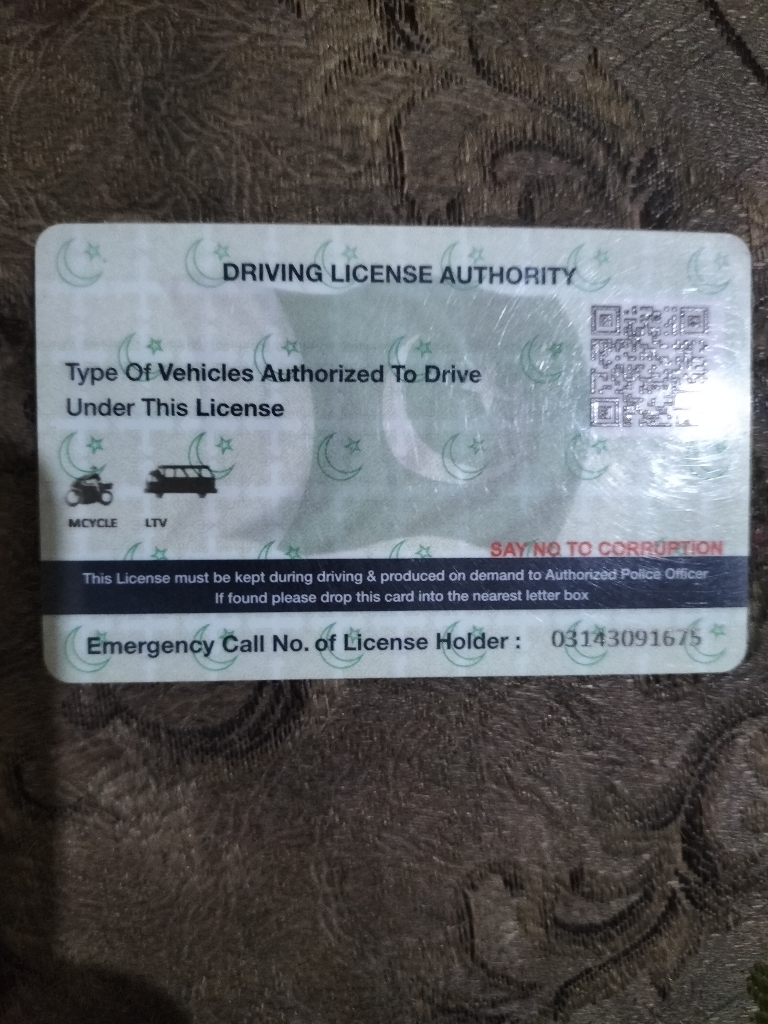 DRIVING LICENSE AUTHORITY
Type Of Vehicles Authorized To Drive
Under This License
MCYCLE LTV
SAY NO TO CORRUPTION
This License must be kept during driving & produced on demand to Authorized Police Officer
If found please drop this card into the nearest letter box
Emergency Call No. of License Holder : 03143091675